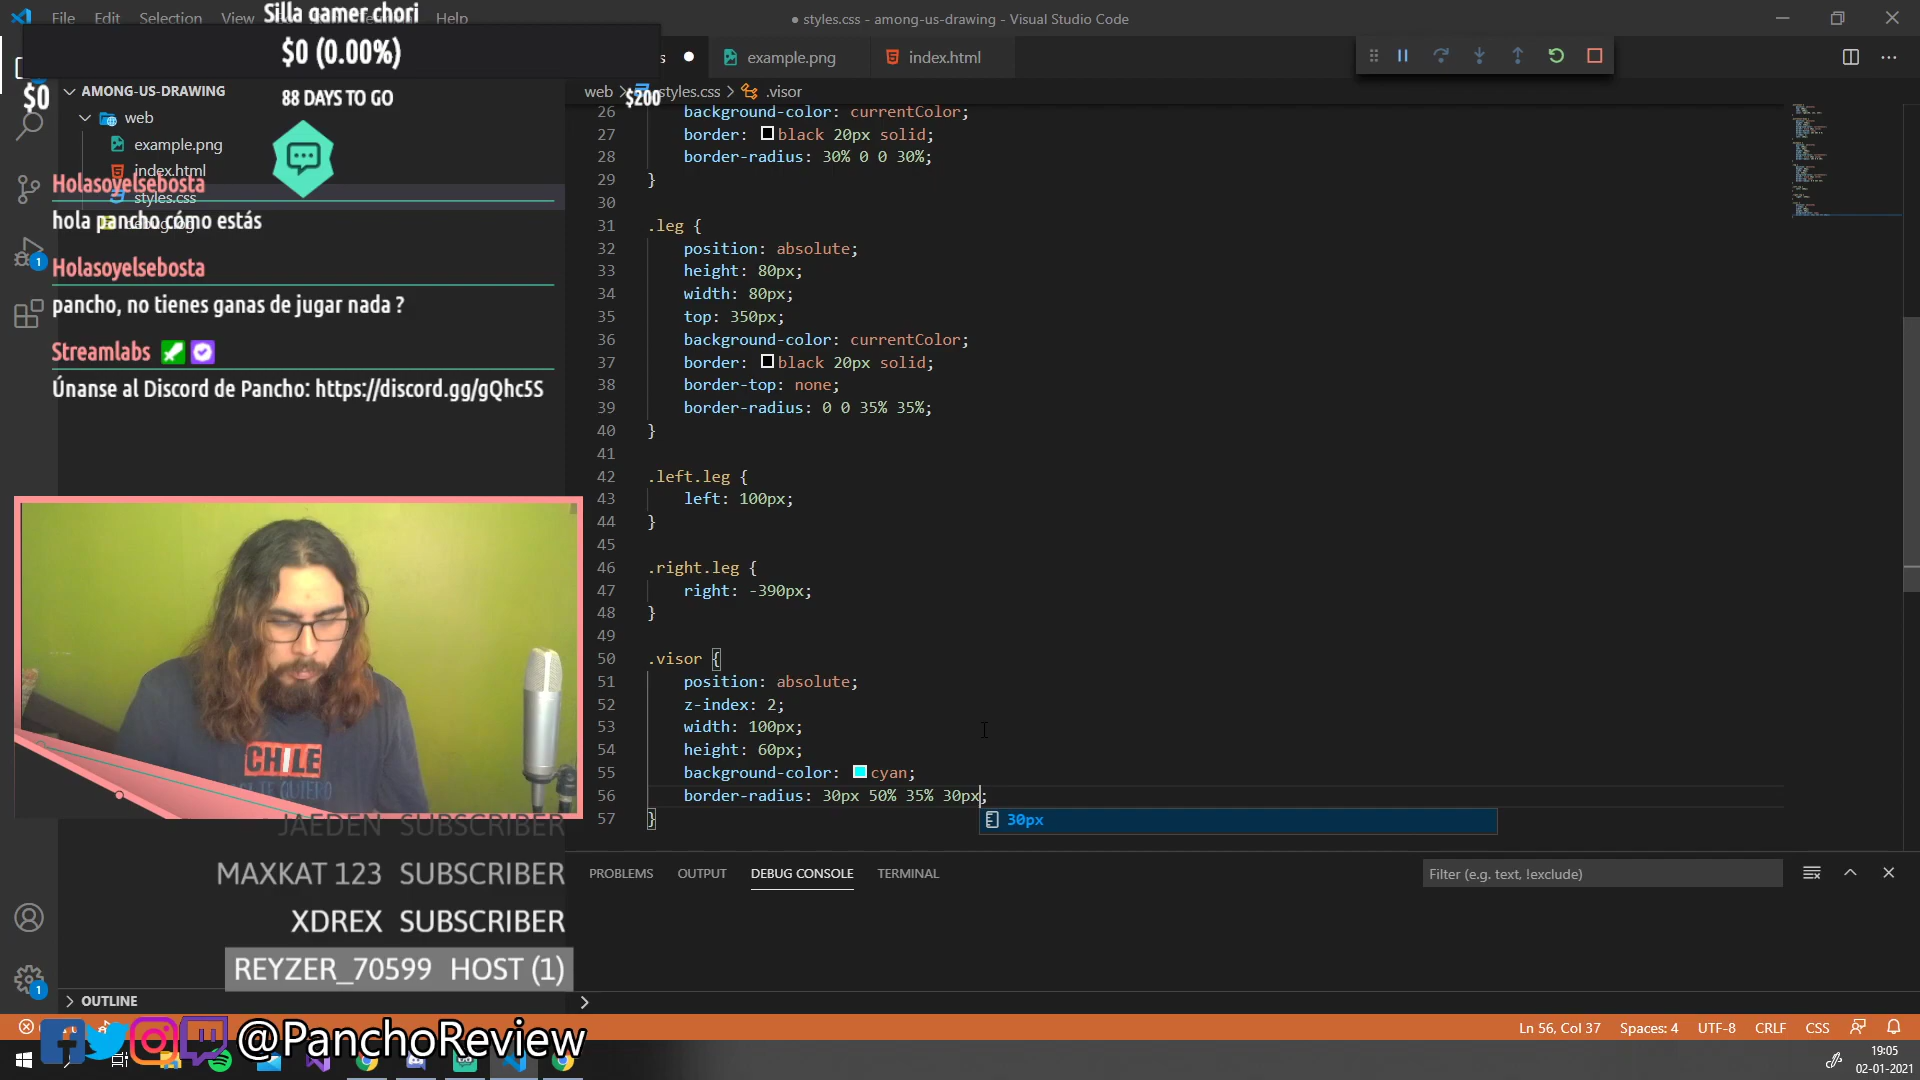 File Edit Selection View Help
styles.css - among-us-drawing - Visual Studio Code
Silla gamer chori
$0 (0.00%)
88 DAYS TO GO
$0
$200
s
example.png
index.html
AMONG-US-DRAWING
web
example.png
index.html
styles.css
debug.log
web > styles.css > .visor
Holasoyelsebosta
hola pancho cómo estás
Holasoyelsebosta
pancho, no tienes ganas de jugar nada ?
Streamlabs
Únanse al Discord de Pancho: https://discord.gg/gQhc5S
26 background-color: currentColor;
27 border: black 20px solid;
28 border-radius: 30% 0 0 30%;
29 }
30
31 .leg {
32 position: absolute;
33 height: 80px;
34 width: 80px;
35 top: 350px;
36 background-color: currentColor;
37 border: black 20px solid;
38 border-top: none;
39 border-radius: 0 0 35% 35%;
40 }
41
42 .left.leg {
43 left: 100px;
44 }
45
46 .right.leg {
47 right: -390px;
48 }
49
50 .visor {
51 position: absolute;
52 z-index: 2;
53 width: 100px;
54 height: 60px;
55 background-color: cyan;
56 border-radius: 30px 50% 35% 30px;
57 }
30px
1
CHILE
TE QUIERO
JAEDEN SUBSCRIBER
MAXKAT 123 SUBSCRIBER
XDREX SUBSCRIBER
REYZER_70599 HOST (1)
PROBLEMS OUTPUT DEBUG CONSOLE TERMINAL
Filter (e.g. text, !exclude)
1
OUTLINE
@PanchoReview
Ln 56, Col 37 Spaces: 4 UTF-8 CRLF CSS
19:05
02-01-2021